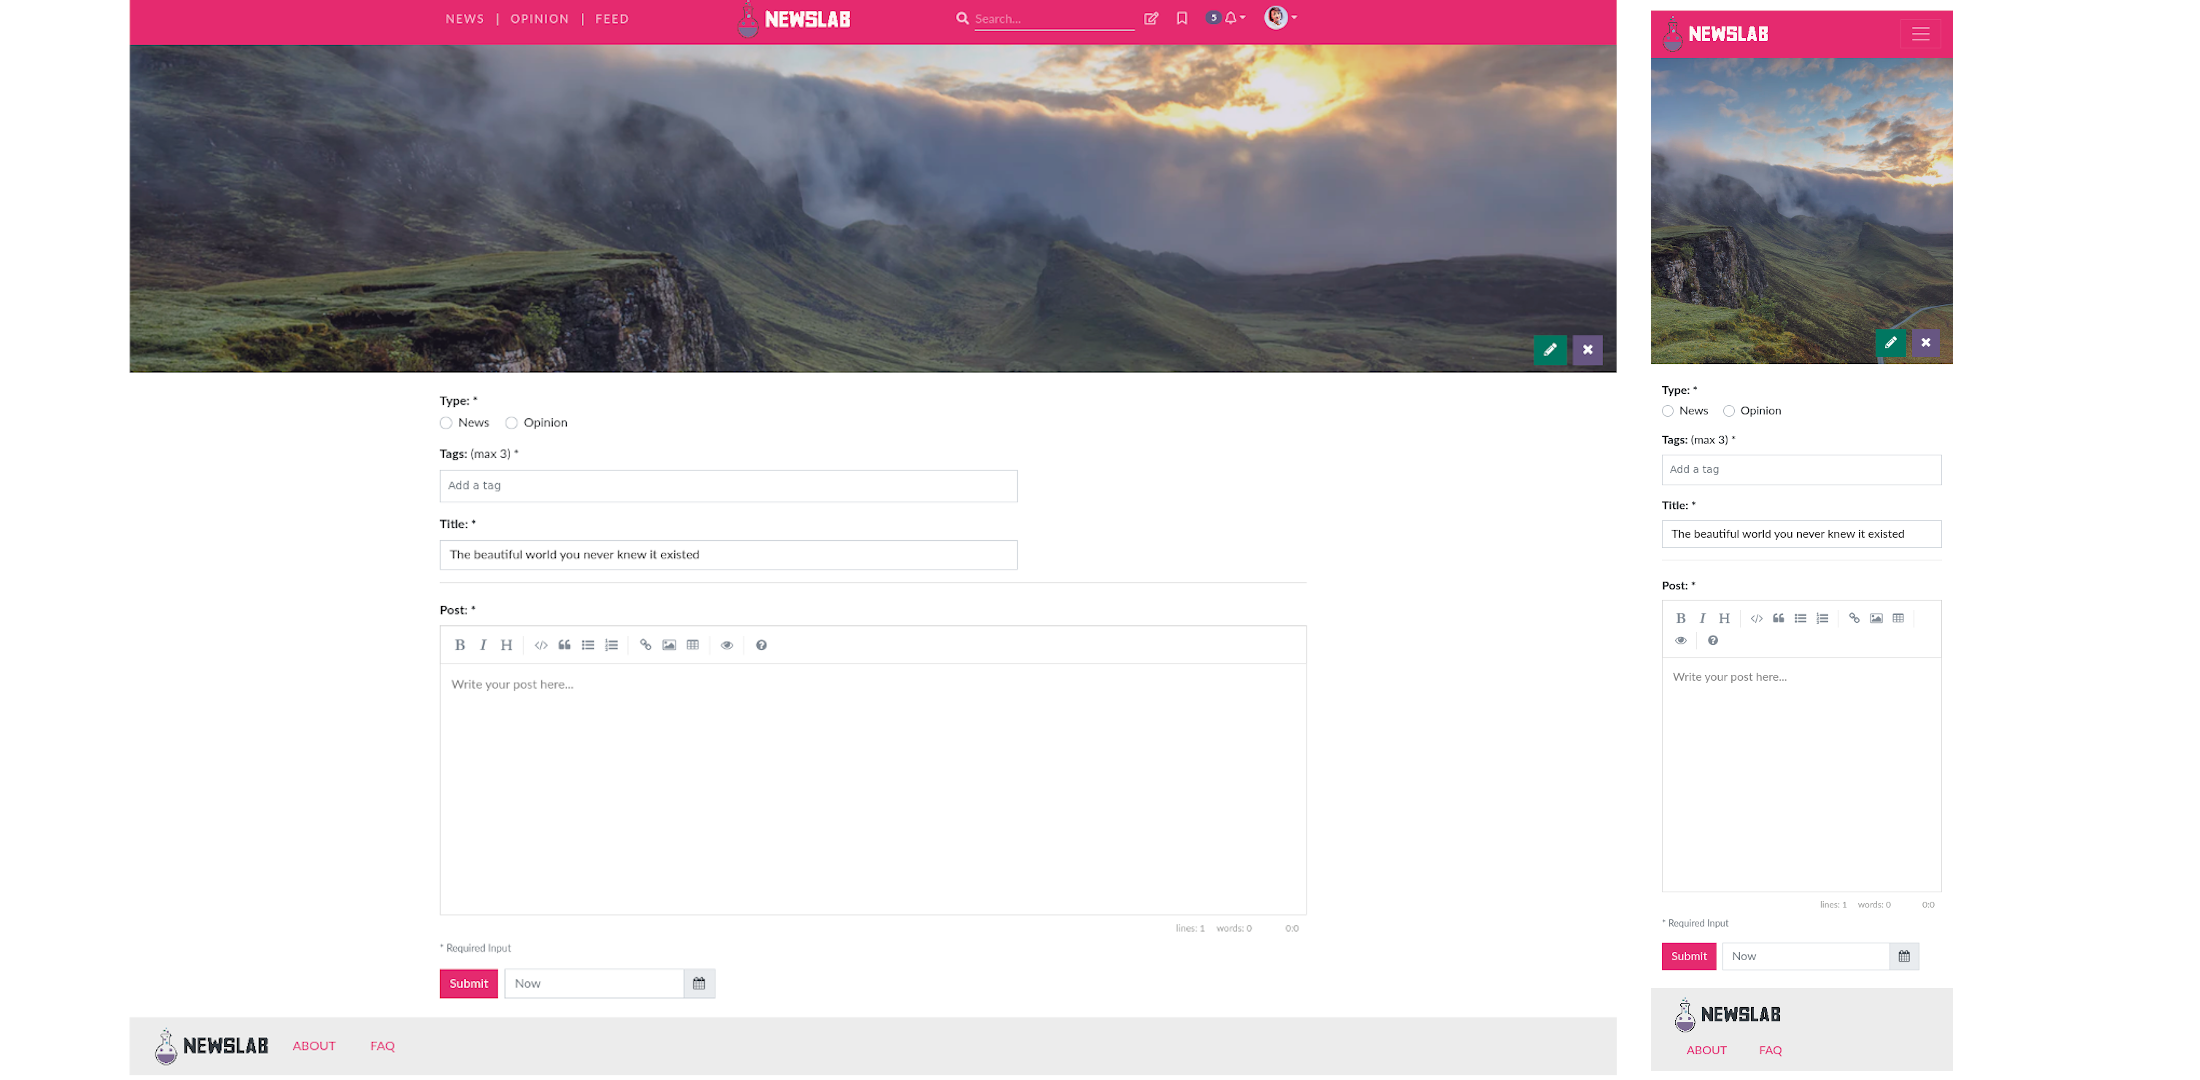 NEWS | OPINION | FEED
NEWSLAB
Search...
5
Type: *
News Opinion
Tags: (max 3) *
Add a tag
Title: *
The beautiful world you never knew it existed
Post: *
B I H
Write your post here...
lines: 1 words: 0 0:0
* Required Input
Submit Now
NEWSLAB ABOUT FAQ
NEWSLAB
Type: *
News Opinion
Tags: (max 3) *
Add a tag
Title: *
The beautiful world you never knew it existed
Post: *
B I H
Write your post here...
lines: 1 words: 0 0:0
* Required Input
Submit Now
NEWSLAB
ABOUT FAQ